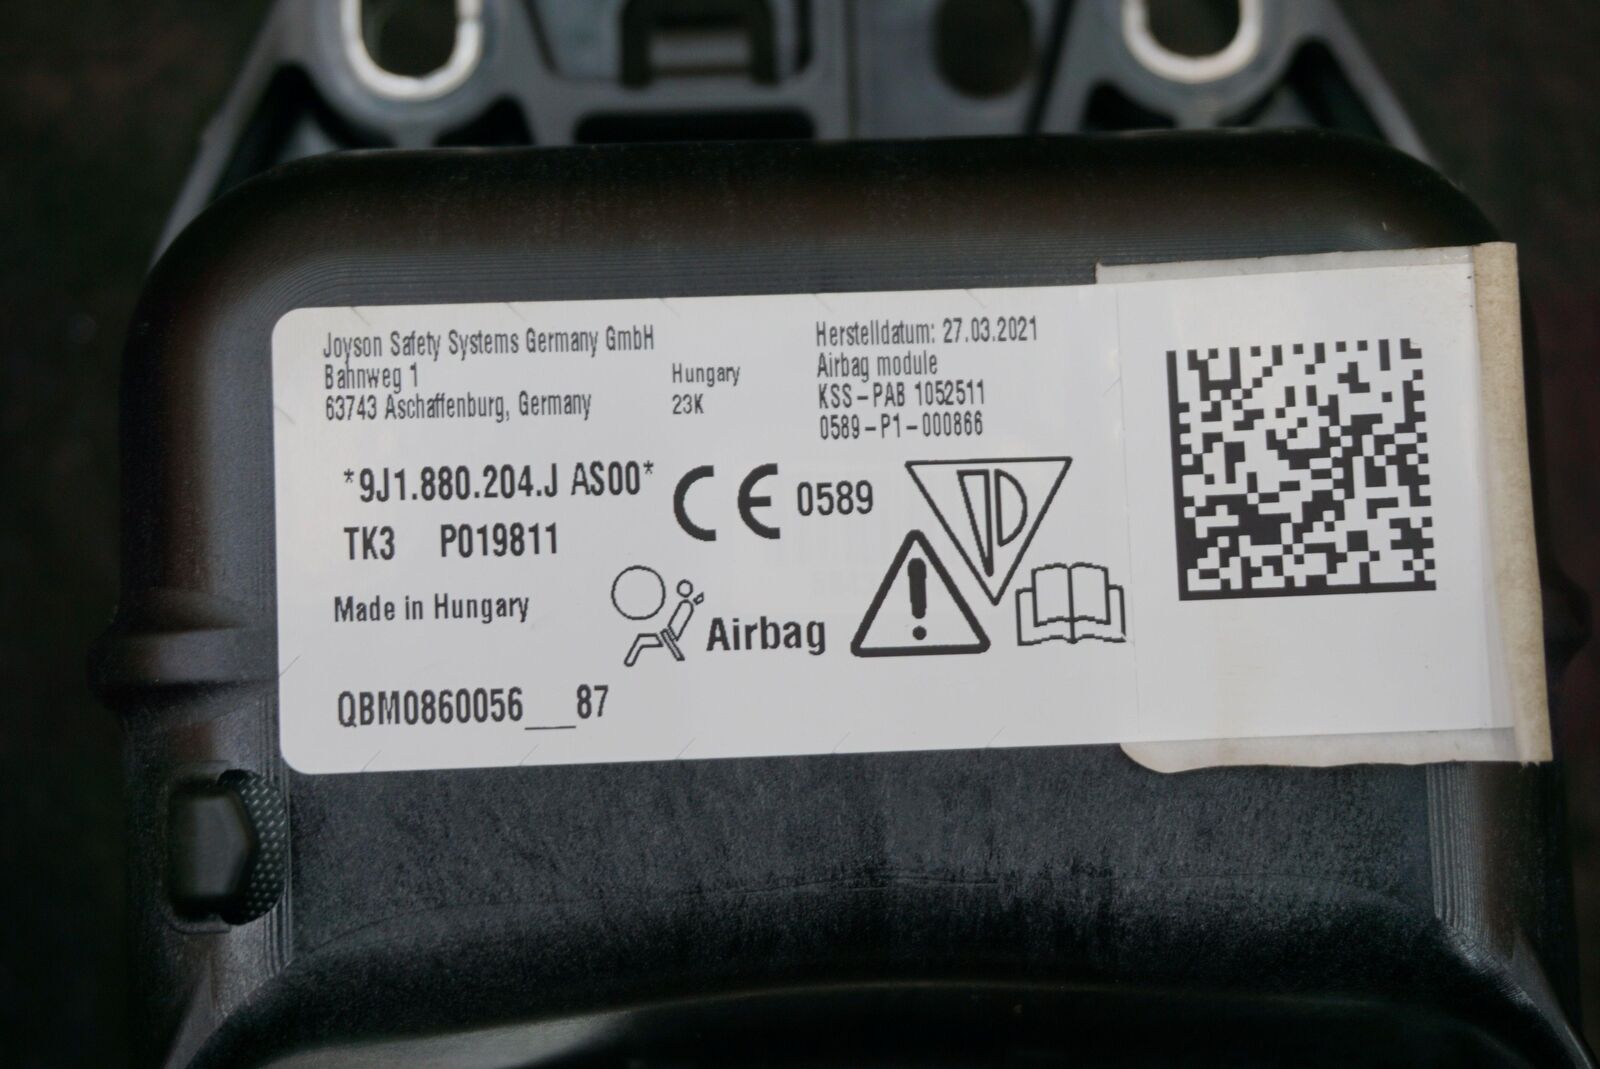 Joyson Safety Systems Germany GmbH
Bahnweg 1
63743 Aschaffenburg, Germany
Hungary
23K
Herstelldatum: 27.03.2021
Airbag module
KSS-PAB 1052511
0589-P1-000866
*9J1.880.204.J AS00*
TK3 P019811
CE 0589
Made in Hungary
Airbag
QBM0860056__87